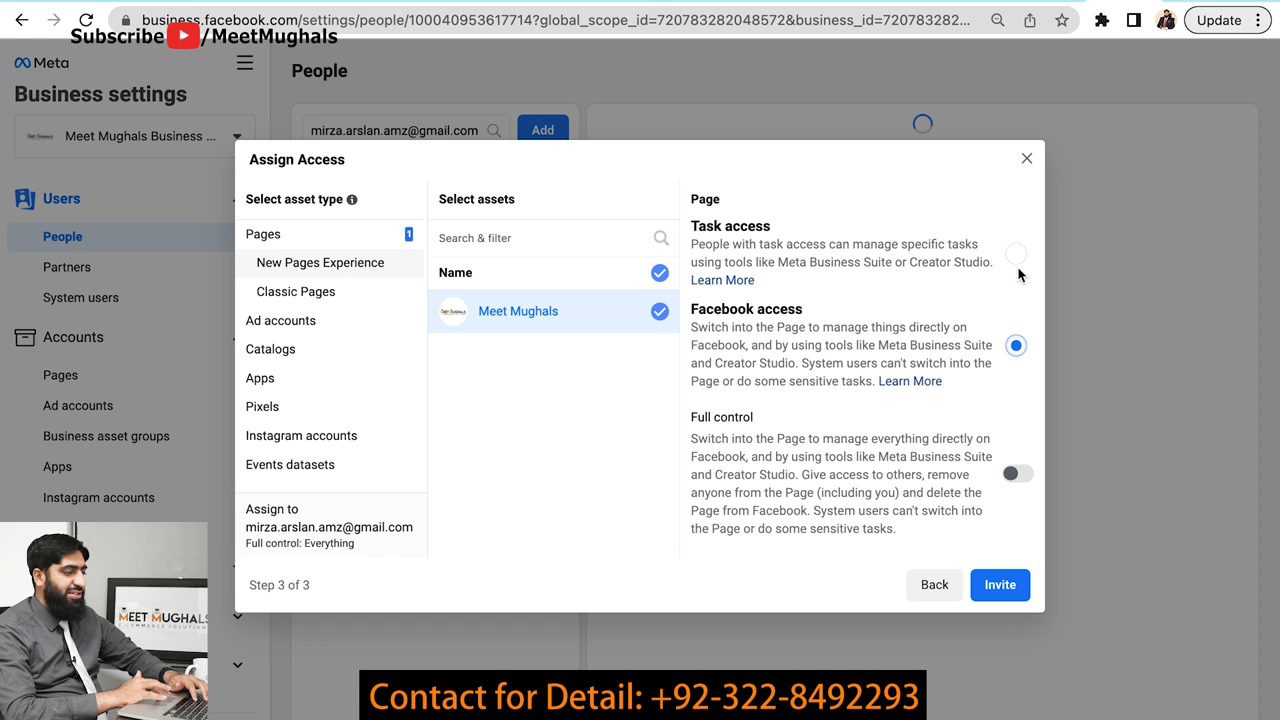 business.facebook.com/settings/people/100040953617714?global_scope_id=720783282048572&business_id=720783282...
Update
Subscribe /MeetMughals
Meta
Business settings
Meet Mughals Business ...
Users
People
Partners
System users
Accounts
Pages
Ad accounts
Business asset groups
Apps
Instagram accounts
People
mirza.arslan.amz@gmail.com
Add
Assign Access
Select asset type
Pages
1
New Pages Experience
Classic Pages
Ad accounts
Catalogs
Apps
Pixels
Instagram accounts
Events datasets
Assign to
mirza.arslan.amz@gmail.com
Full control: Everything
Select assets
Search & filter
Name
Meet Mughals
Page
Task access
People with task access can manage specific tasks
using tools like Meta Business Suite or Creator Studio.
Learn More
Facebook access
Switch into the Page to manage things directly on
Facebook, and by using tools like Meta Business Suite
and Creator Studio. System users can't switch into the
Page or do some sensitive tasks. Learn More
Full control
Switch into the Page to manage everything directly on
Facebook, and by using tools like Meta Business Suite
and Creator Studio. Give access to others, remove
anyone from the Page (including you) and delete the
Page from Facebook. System users can't switch into
the Page or do some sensitive tasks.
Step 3 of 3
Back
Invite
MEET MUGHALS
Contact for Detail: +92-322-8492293